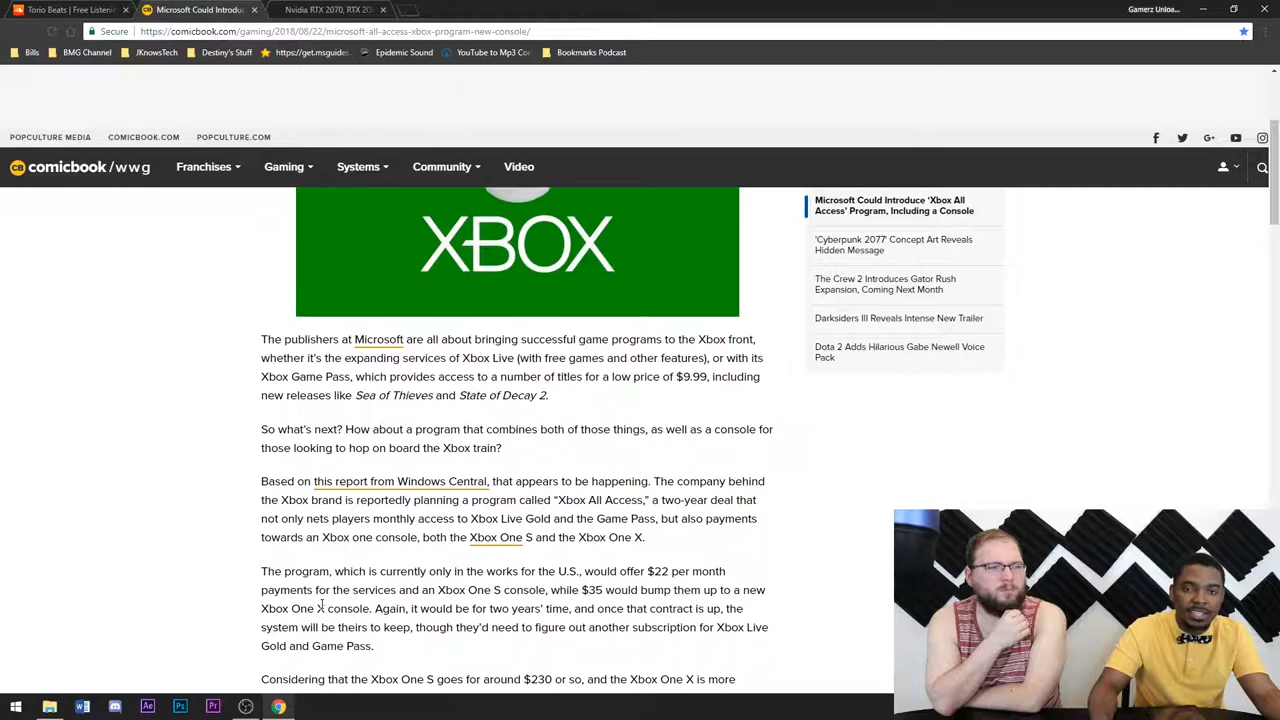 Torio Beats | Free Listenin
Microsoft Could Introdu
Nvidia RTX 2070, RTX 20
Gamerz Unloa...
Secure
https://comicbook.com/gaming/2018/08/22/microsoft-all-access-xbox-program-new-console/
Bills
BMG Channel
JKnowsTech
Destiny's Stuff
https://get.msguides.
Epidemic Sound
YouTube to Mp3 Co
Bookmarks Podcast
POPCULTURE MEDIA
COMICBOOK.COM
POPCULTURE.COM
CB comicbook/wwg
Franchises
Gaming
Systems
Community
Video
XBOX
Microsoft Could Introduce 'Xbox All
Access' Program, Including a Console
'Cyberpunk 2077' Concept Art Reveals
Hidden Message
The Crew 2 Introduces Gator Rush
Expansion, Coming Next Month
Darksiders III Reveals Intense New Trailer
Dota 2 Adds Hilarious Gabe Newell Voice
Pack
The publishers at Microsoft are all about bringing successful game programs to the Xbox front,
whether it's the expanding services of Xbox Live (with free games and other features), or with its
Xbox Game Pass, which provides access to a number of titles for a low price of $9.99, including
new releases like Sea of Thieves and State of Decay 2.
So what's next? How about a program that combines both of those things, as well as a console for
those looking to hop on board the Xbox train?
Based on this report from Windows Central, that appears to be happening. The company behind
the Xbox brand is reportedly planning a program called "Xbox All Access," a two-year deal that
not only nets players monthly access to Xbox Live Gold and the Game Pass, but also payments
towards an Xbox one console, both the Xbox One S and the Xbox One X.
The program, which is currently only in the works for the U.S., would offer $22 per month
payments for the services and an Xbox One S console, while $35 would bump them up to a new
Xbox One X console. Again, it would be for two years' time, and once that contract is up, the
system will be theirs to keep, though they'd need to figure out another subscription for Xbox Live
Gold and Game Pass.
Considering that the Xbox One S goes for around $230 or so, and the Xbox One X is more